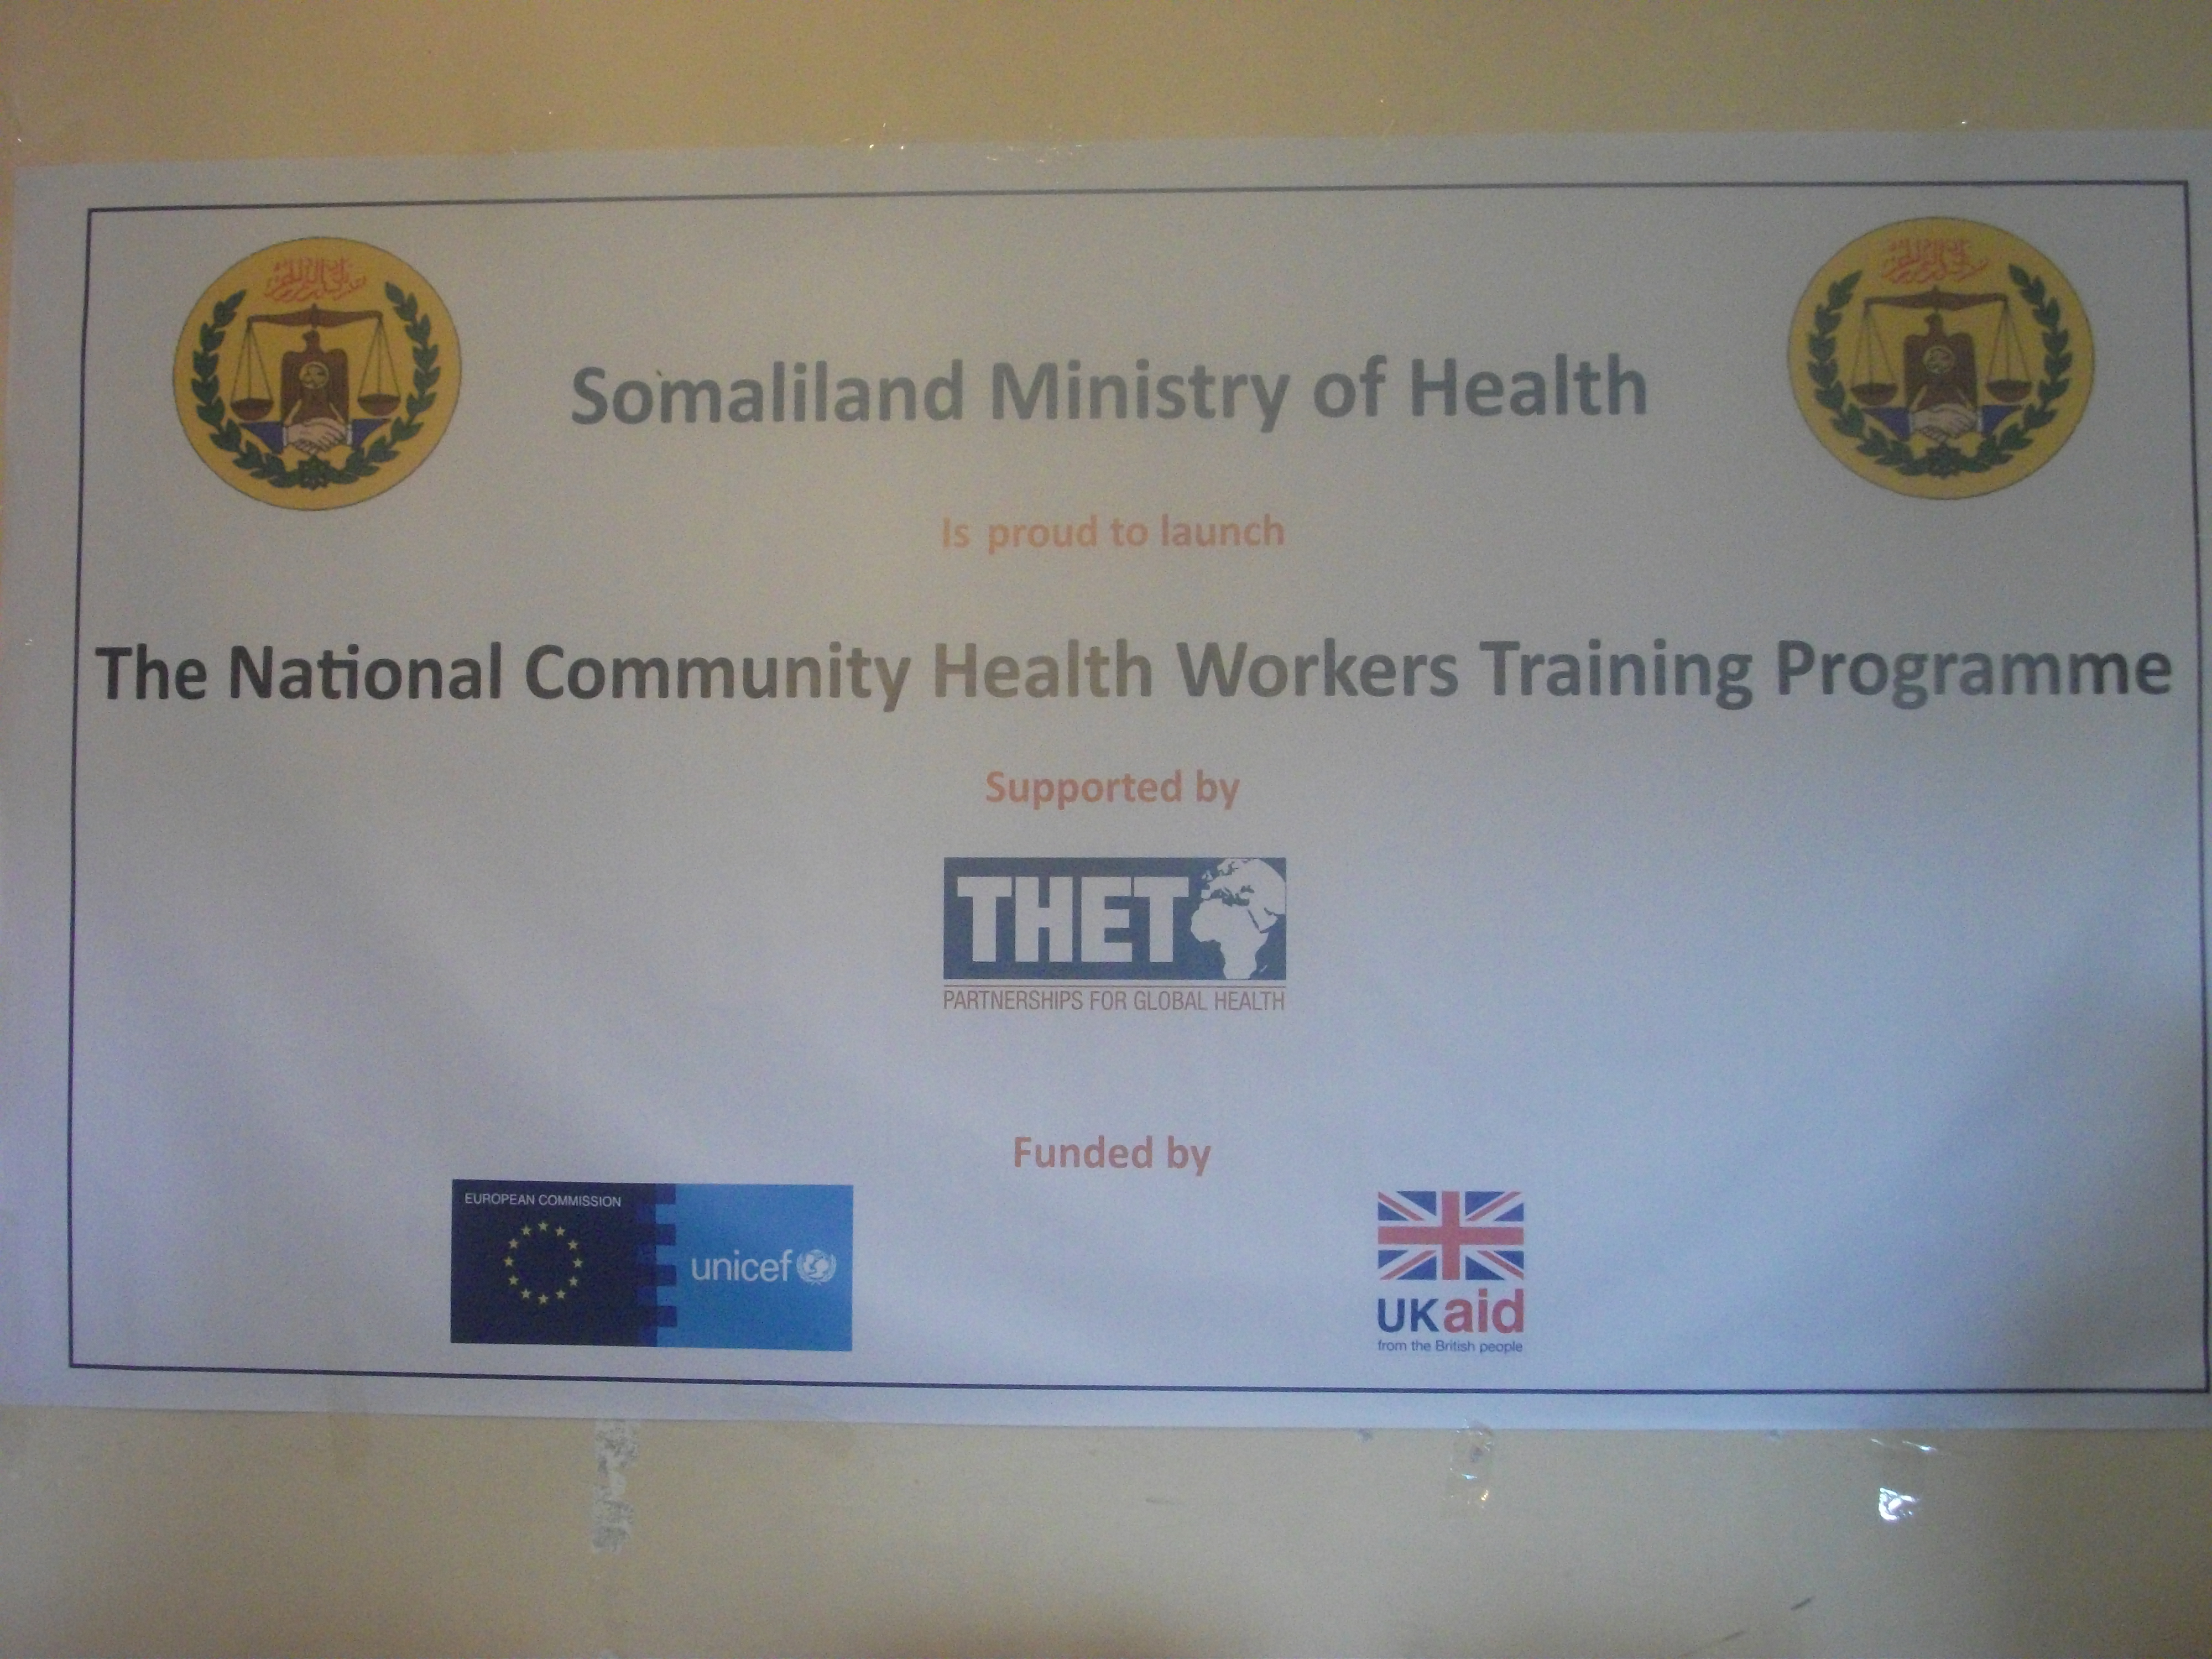 Somaliland Ministry of Health
Is proud to launch
The National Community Health Workers Training Programme
Supported by
THET
PARTNERSHIPS FOR GLOBAL HEALTH
Funded by
EUROPEAN COMMISSION
unicef
UKaid
from the British people